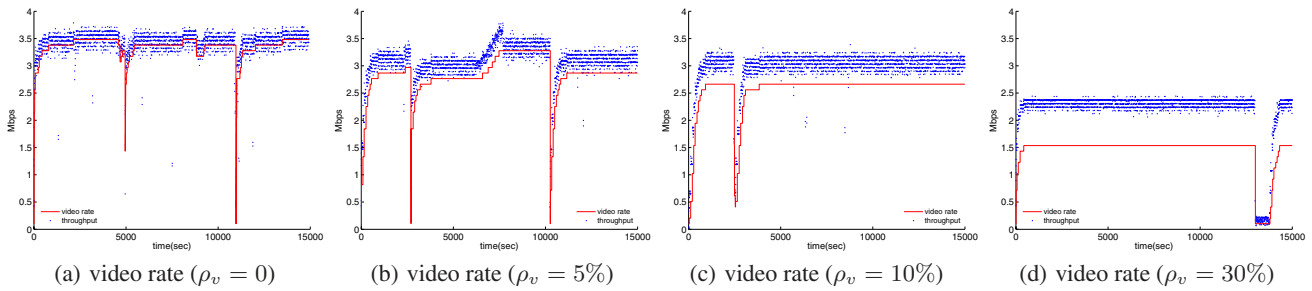 4
3.5
3
2.5
2
1.5
1
0.5
0
Mbps
video rate
throughput
0 5000 10000 15000
time(sec)
(a) video rate (ρ_v = 0)
4
3.5
3
2.5
2
1.5
1
0.5
0
Mbps
video rate
throughput
0 5000 10000 15000
time(sec)
(b) video rate (ρ_v = 5%)
4
3.5
3
2.5
2
1.5
1
0.5
0
Mbps
video rate
throughput
0 5000 10000 15000
time(sec)
(c) video rate (ρ_v = 10%)
4
3.5
3
2.5
2
1.5
1
0.5
0
Mbps
video rate
throughput
0 5000 10000 15000
time(sec)
(d) video rate (ρ_v = 30%)